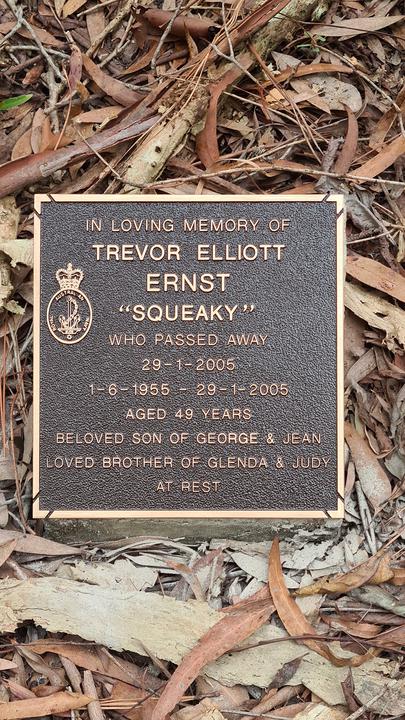 IN LOVING MEMORY OF
TREVOR ELLIOTT
ERNST
“SQUEAKY”
WHO PASSED AWAY
29-1-2005
1-6-1955 - 29-1-2005
AGED 49 YEARS
BELOVED SON OF GEORGE & JEAN
LOVED BROTHER OF GLENDA & JUDY
AT REST